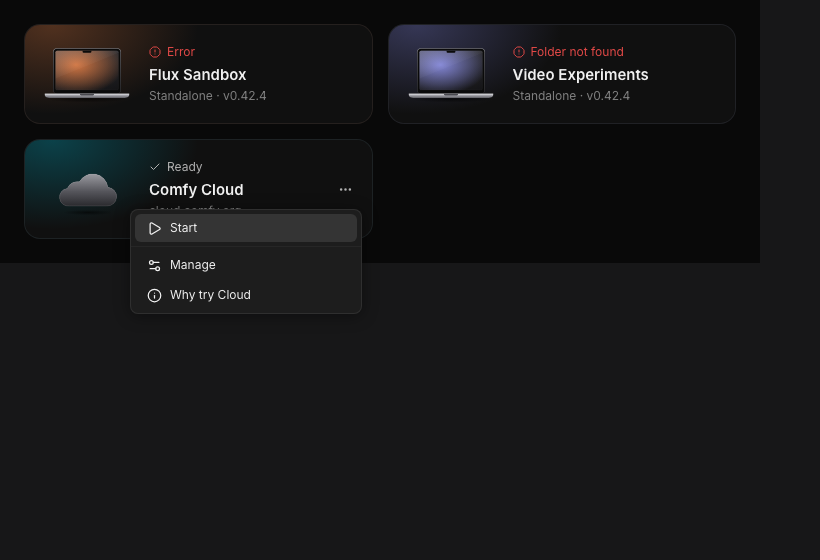 Error
Flux Sandbox
Standalone · v0.42.4
Folder not found
Video Experiments
Standalone · v0.42.4
Ready
Comfy Cloud
Start
Manage
Why try Cloud